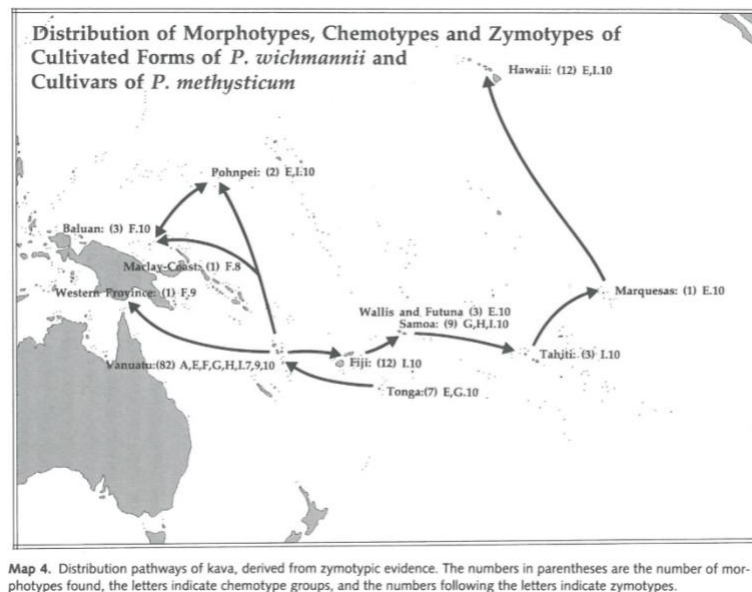 Distribution of Morphotypes, Chemotypes and Zymotypes of
Cultivated Forms of P. wichmannii and
Cultivars of P. methysticum
Hawaii: (12) E,I.10
Pohnpei: (2) E,I.10
Baluan: (3) F.10
Maclay-Coast: (1) F.8
Western Province: (1) F.9
Marquesas: (1) E.10
Wallis and Futuna (3) E.10
Samoa: (9) G,H,I.10
Vanuatu:(82) A,E,F,G,H,I.7,9,10
Fiji: (12) I.10
Tahiti: (3) I.10
Tonga:(7) E,G.10
Map 4. Distribution pathways of kava, derived from zymotypic evidence. The numbers in parentheses are the number of mor-
photypes found, the letters indicate chemotype groups, and the numbers following the letters indicate zymotypes.